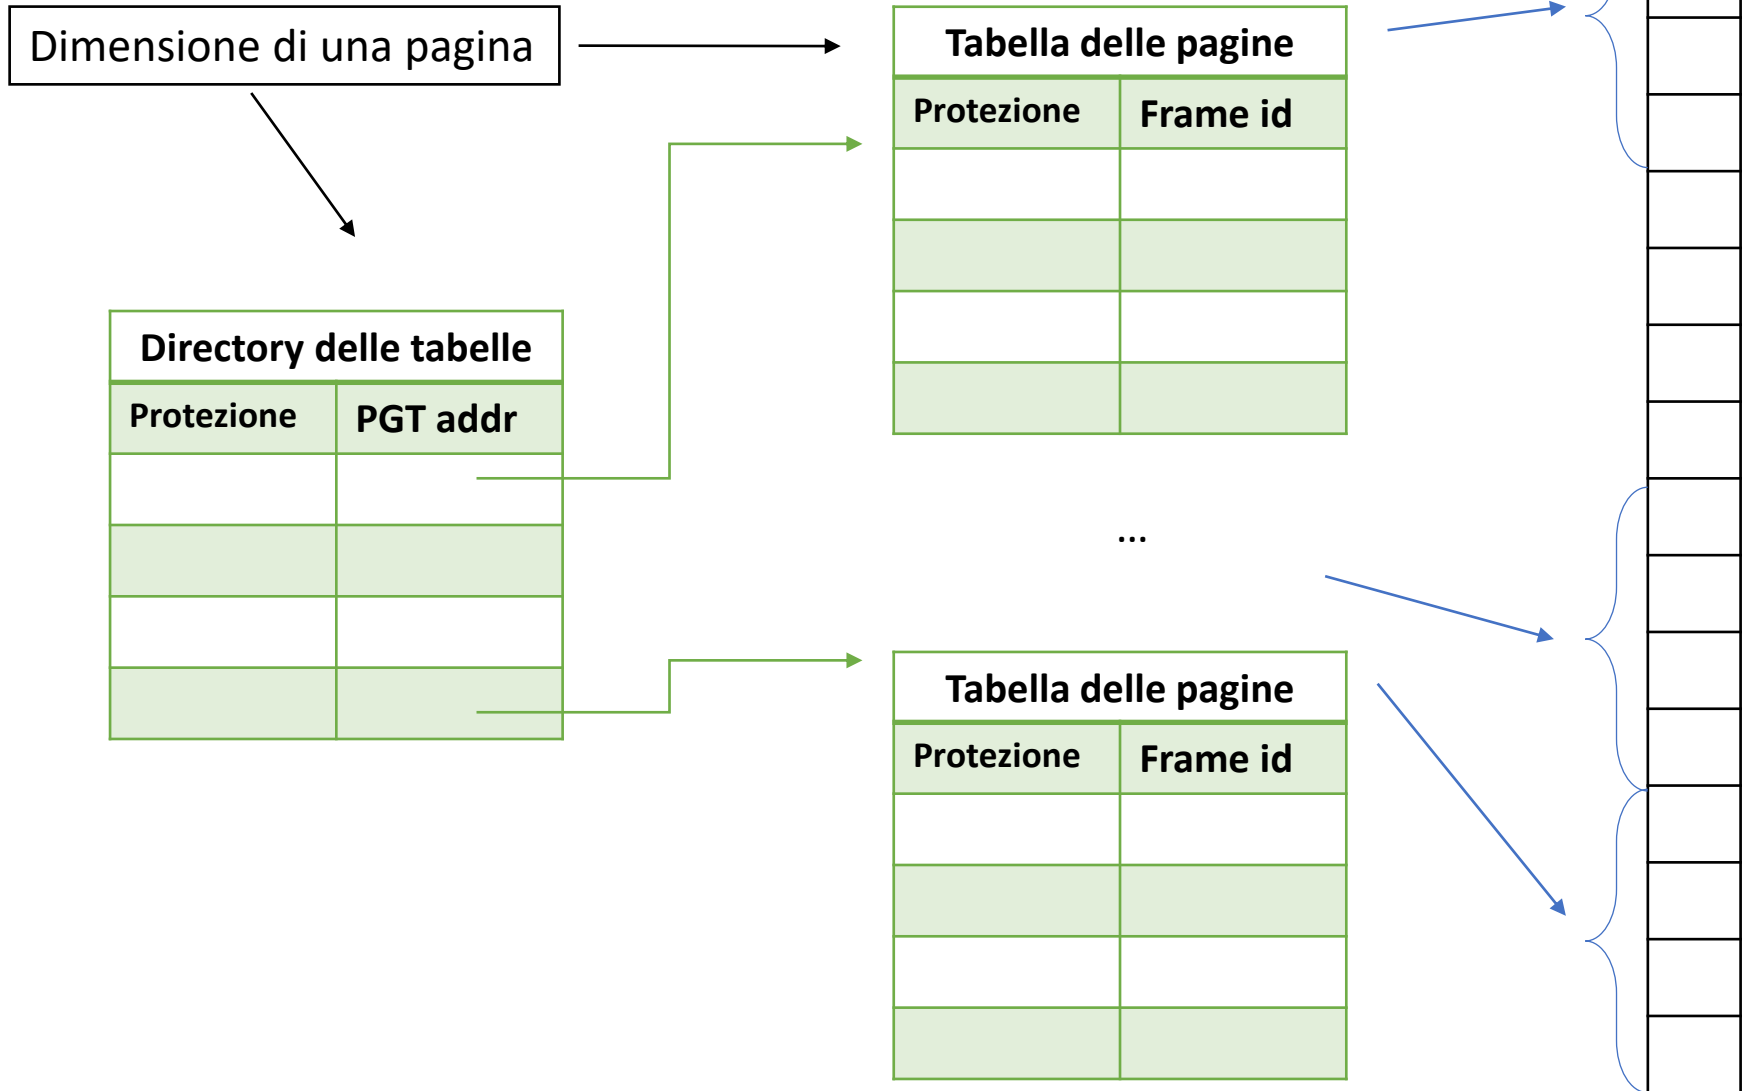 Dimensione di una pagina
Tabella delle pagine
Protezione
Frame id
Directory delle tabelle
Protezione
PGT addr
...
Tabella delle pagine
Protezione
Frame id